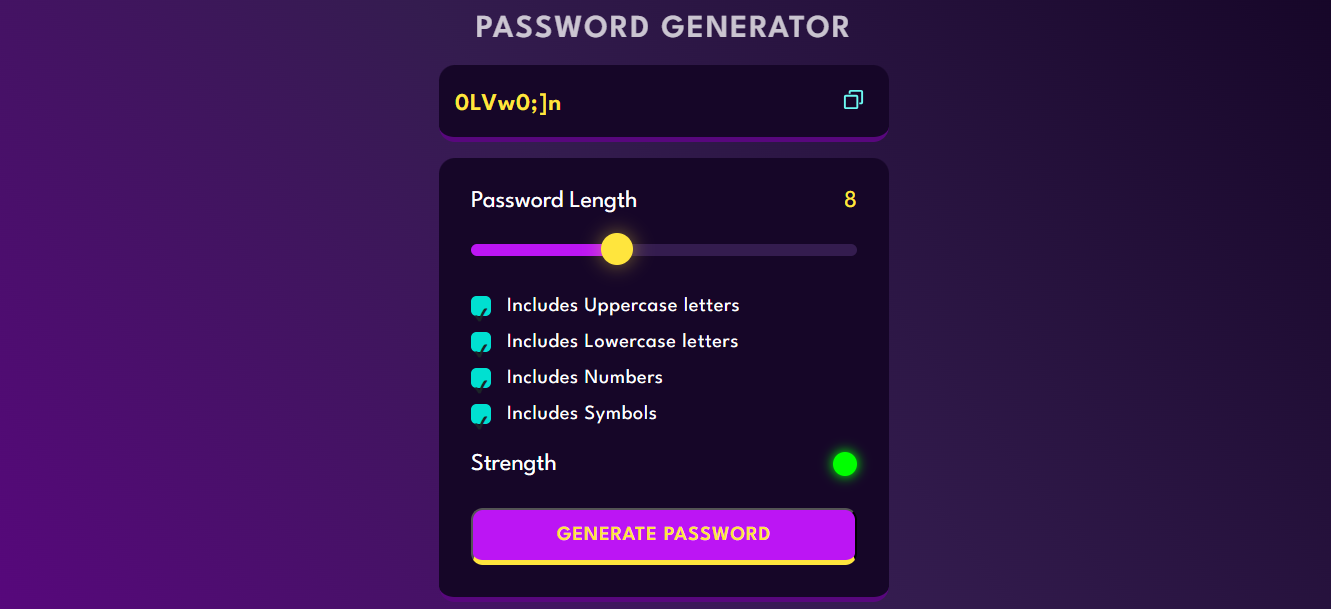 PASSWORD GENERATOR
0LVw0;]n
Password Length 8
Includes Uppercase letters
Includes Lowercase letters
Includes Numbers
Includes Symbols
Strength
GENERATE PASSWORD